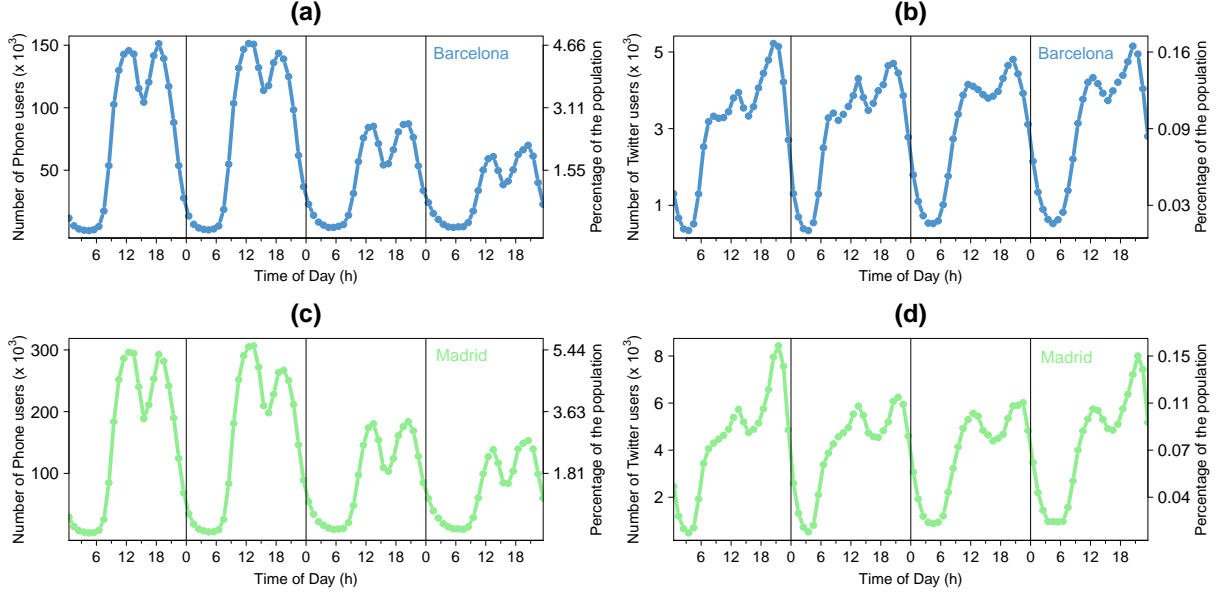 (a)
Number of Phone users (x 10³)
150
100
50
Barcelona
4.66
3.11
1.55
Percentage of the population
6 12 18 0 6 12 18 0 6 12 18 0 6 12 18
Time of Day (h)
(b)
Number of Twitter users (x 10³)
5
3
1
Barcelona
0.16
0.09
0.03
Percentage of the population
6 12 18 0 6 12 18 0 6 12 18 0 6 12 18
Time of Day (h)
(c)
Number of Phone users (x 10³)
300
200
100
Madrid
5.44
3.63
1.81
Percentage of the population
6 12 18 0 6 12 18 0 6 12 18 0 6 12 18
Time of Day (h)
(d)
Number of Twitter users (x 10³)
8
6
4
2
Madrid
0.15
0.11
0.07
0.04
Percentage of the population
6 12 18 0 6 12 18 0 6 12 18 0 6 12 18
Time of Day (h)